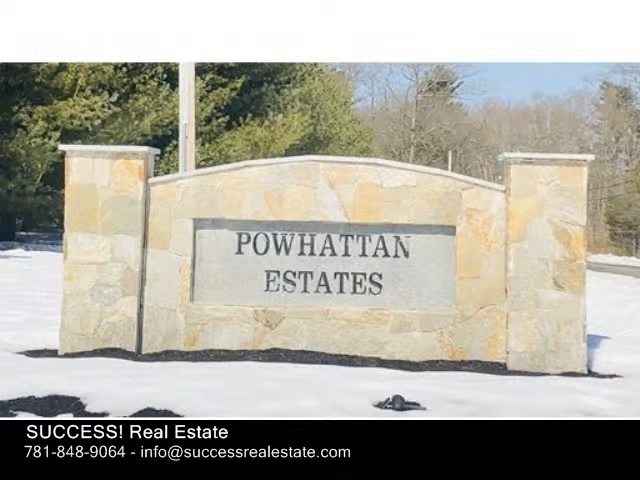 POWHATTAN
ESTATES
SUCCESS! Real Estate
781-848-9064 - info@successrealestate.com